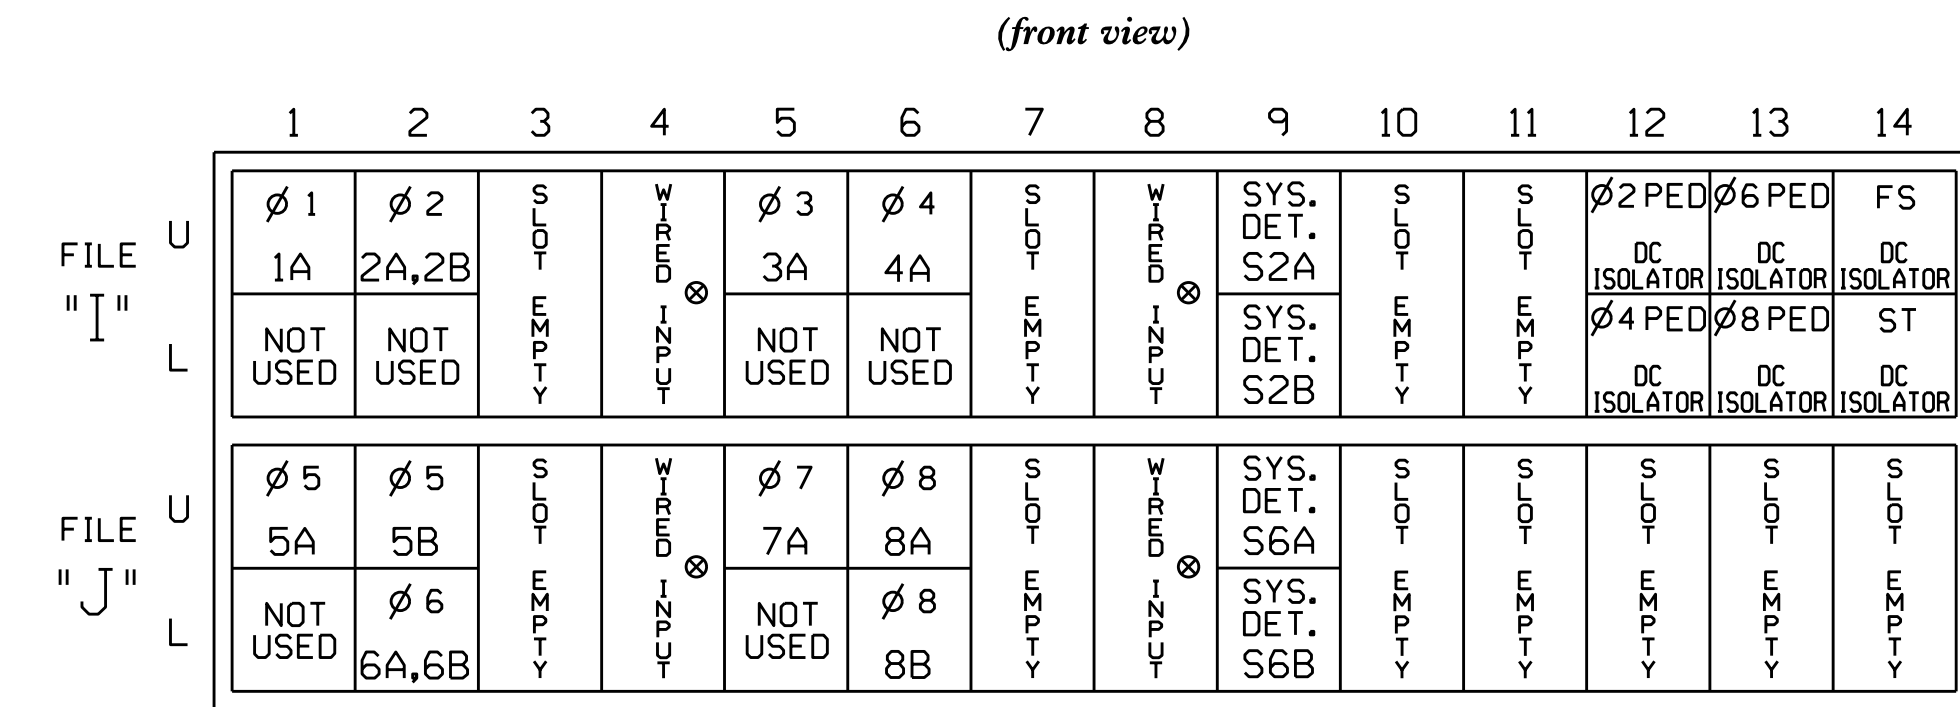 (front view)
1 2 3 4 5 6 7 8 9 10 11 12 13 14
FILE "I"
U
L
Ø 1
1A
NOT
USED
Ø 2
2A,2B
NOT
USED
SLOT EMPTY
WIRED INPUT
Ø 3
3A
NOT
USED
Ø 4
4A
NOT
USED
SLOT EMPTY
WIRED INPUT
SYS.
DET.
S2A
SYS.
DET.
S2B
SLOT EMPTY
SLOT EMPTY
Ø2 PED
DC
ISOLATOR
Ø4 PED
DC
ISOLATOR
Ø6 PED
DC
ISOLATOR
Ø8 PED
DC
ISOLATOR
FS
DC
ISOLATOR
ST
DC
ISOLATOR
FILE "J"
U
L
Ø 5
5A
NOT
USED
Ø 5
5B
Ø 6
6A,6B
SLOT EMPTY
WIRED INPUT
Ø 7
7A
NOT
USED
Ø 8
8A
Ø 8
8B
SLOT EMPTY
WIRED INPUT
SYS.
DET.
S6A
SYS.
DET.
S6B
SLOT EMPTY
SLOT EMPTY
SLOT EMPTY
SLOT EMPTY
SLOT EMPTY